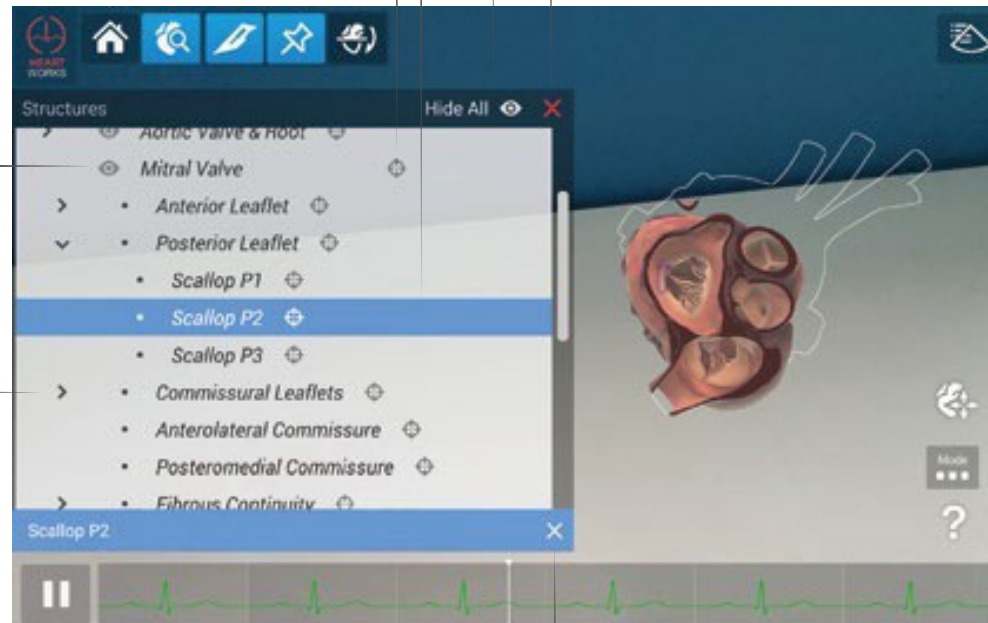 HEART
WORKS
Structures
Hide All
Aortic Valve & Root
Mitral Valve
Anterior Leaflet
Posterior Leaflet
Scallop P1
Scallop P2
Scallop P3
Commissural Leaflets
Anterolateral Commissure
Posteromedial Commissure
Fibrous Continuity
Scallop P2
Mode
?